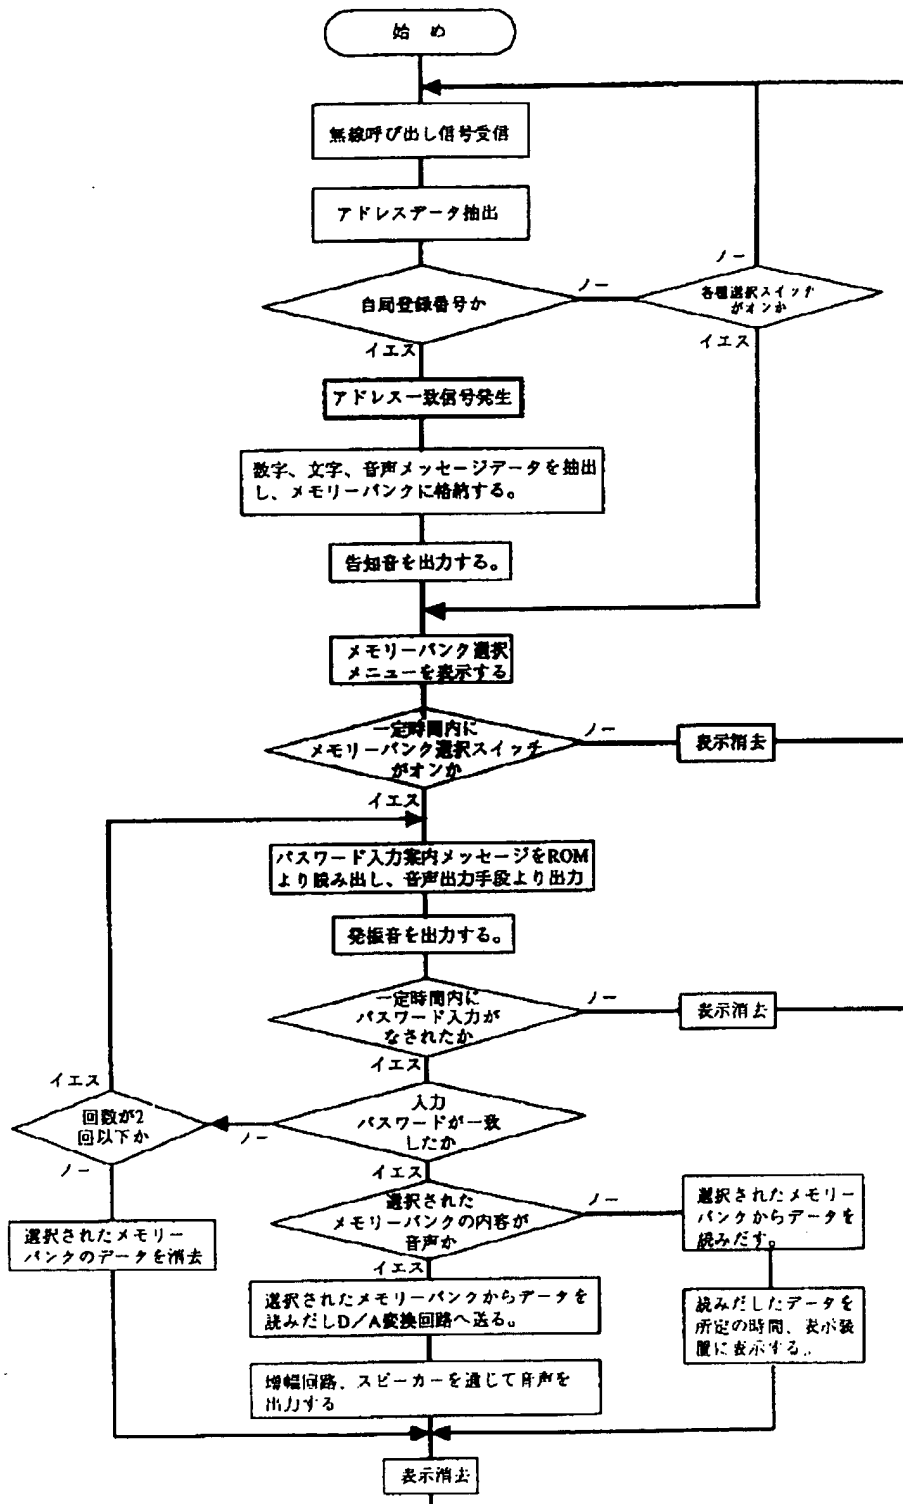 始 め
無線呼び出し信号受信
アドレスデータ抽出
自局登録番号か
ノー
ノー
各種選択スイッチ
がオンか
イエス
イエス
アドレス一致信号発生
数字、文字、音声メッセージデータを抽出
し、メモリーバンクに格納する。
告知音を出力する。
メモリーバンク選択
メニューを表示する
一定時間内に
メモリーバンク選択スイッチ
がオンか
ノー
表示消去
イエス
パスワード入力案内メッセージをROM
より読み出し、音声出力手段より出力
発振音を出力する。
一定時間内に
パスワード入力が
なされたか
ノー
表示消去
イエス
イエス
回数が2
回以下か
ノー
入力
パスワードが一致
したか
ノー
イエス
選択された
メモリーバンクの内容が
音声か
ノー
選択されたメモリー
バンクからデータを
読みだす。
選択されたメモリー
バンクのデータを消去
イエス
選択されたメモリーバンクからデータを
読みだしD/A変換回路へ送る。
読みだしたデータを
所定の時間、表示装
置に表示する。
増幅回路、スピーカーを通じて音声を
出力する
表示消去